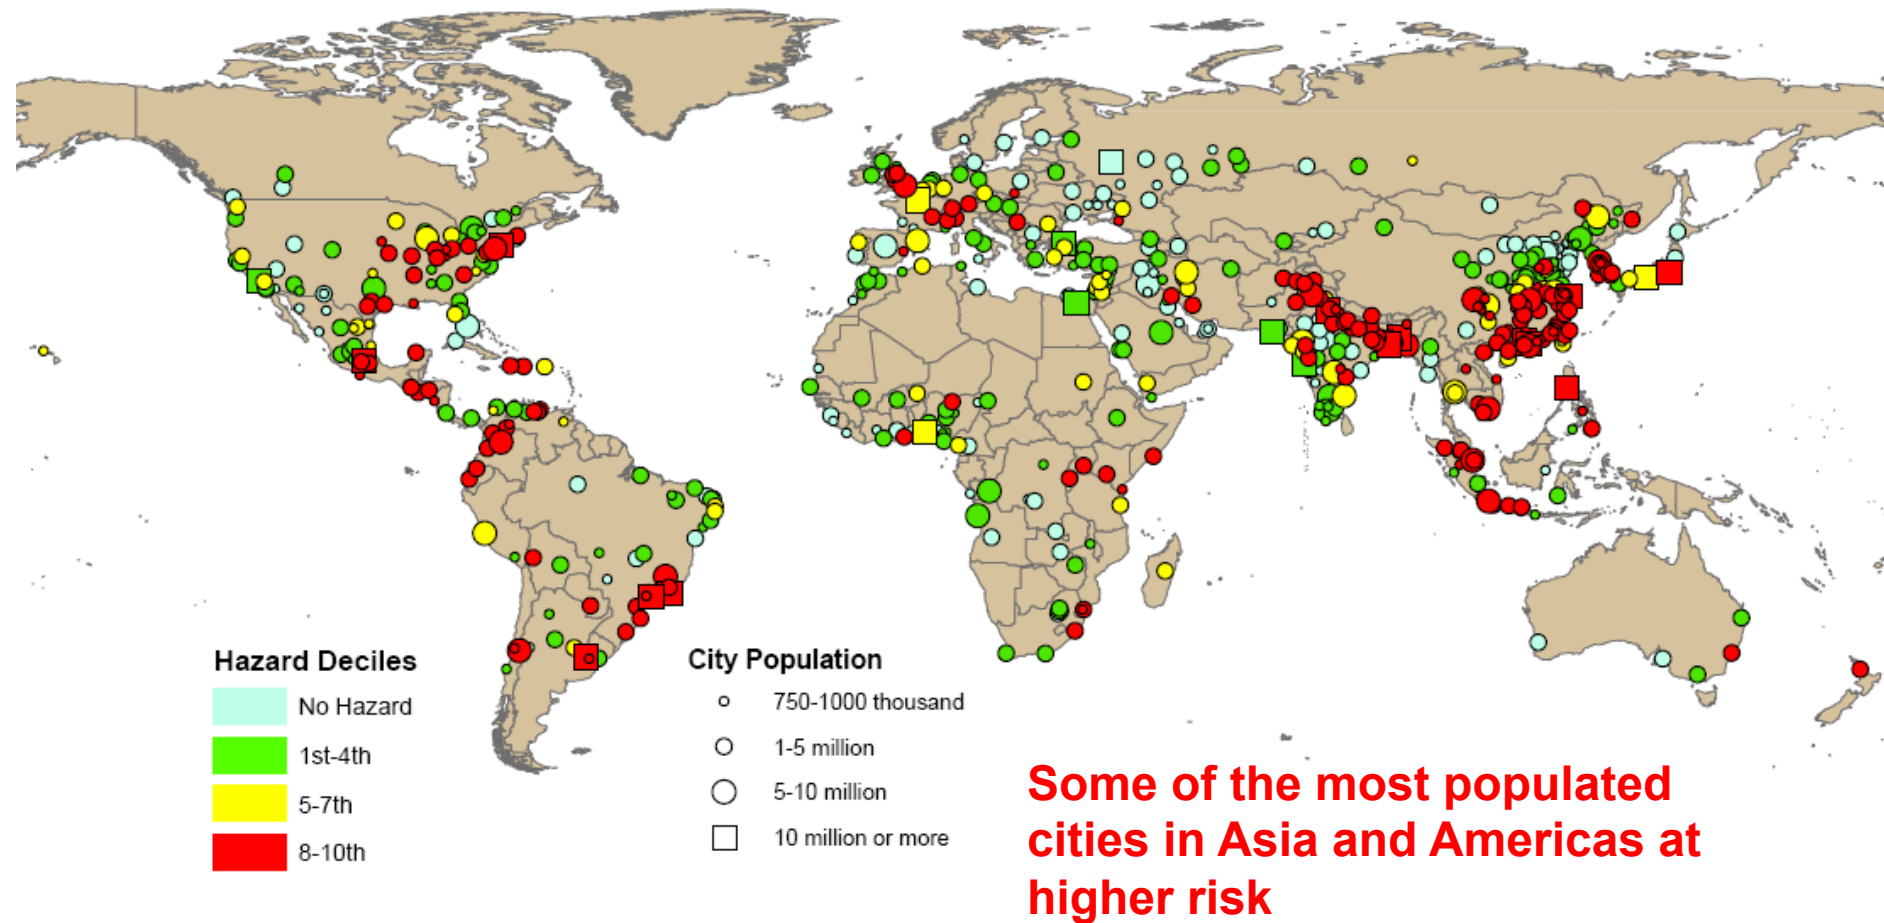 Hazard Deciles
No Hazard
1st-4th
5-7th
8-10th
City Population
750-1000 thousand
1-5 million
5-10 million
10 million or more
Some of the most populated
cities in Asia and Americas at
higher risk